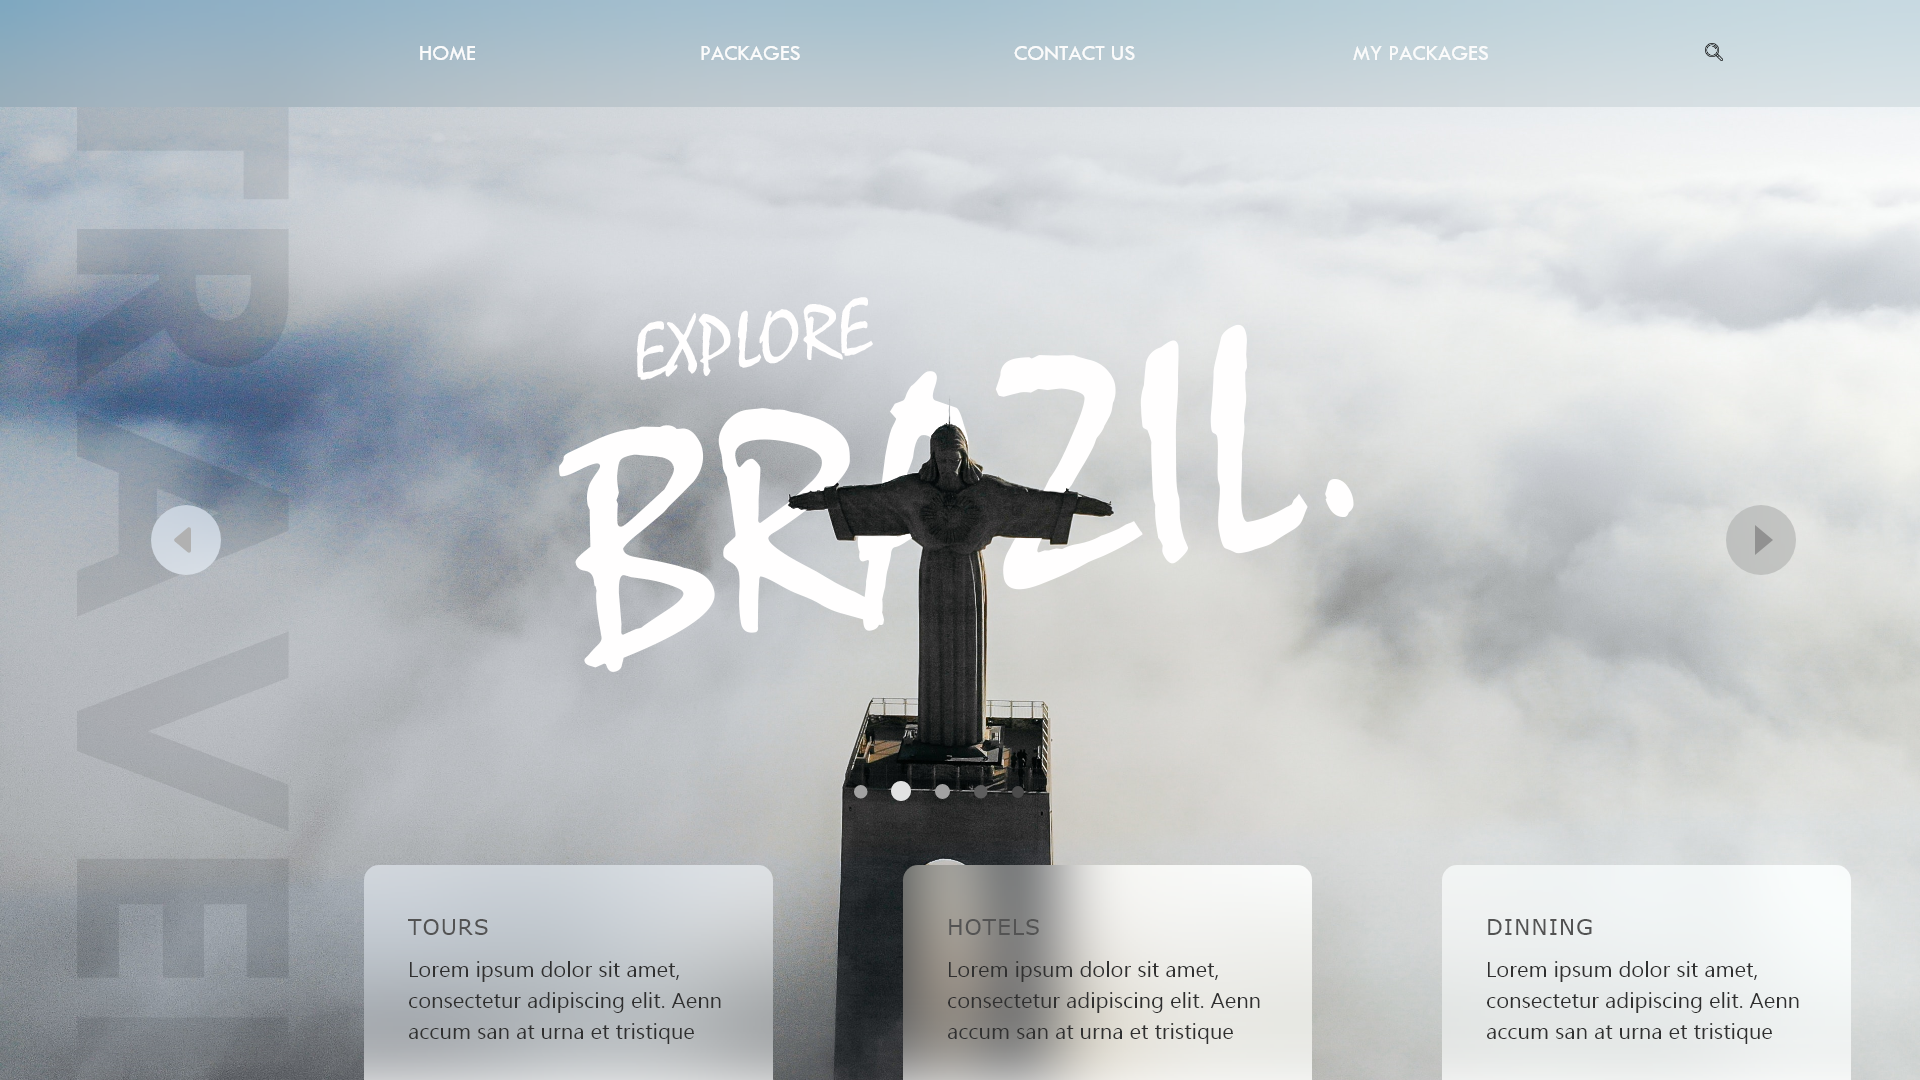 HOME
PACKAGES
CONTACT US
MY PACKAGES
TRAVEL
EXPLORE
BRAZIL.
TOURS
Lorem ipsum dolor sit amet,
consectetur adipiscing elit. Aenn
accum san at urna et tristique
HOTELS
Lorem ipsum dolor sit amet,
consectetur adipiscing elit. Aenn
accum san at urna et tristique
DINNING
Lorem ipsum dolor sit amet,
consectetur adipiscing elit. Aenn
accum san at urna et tristique